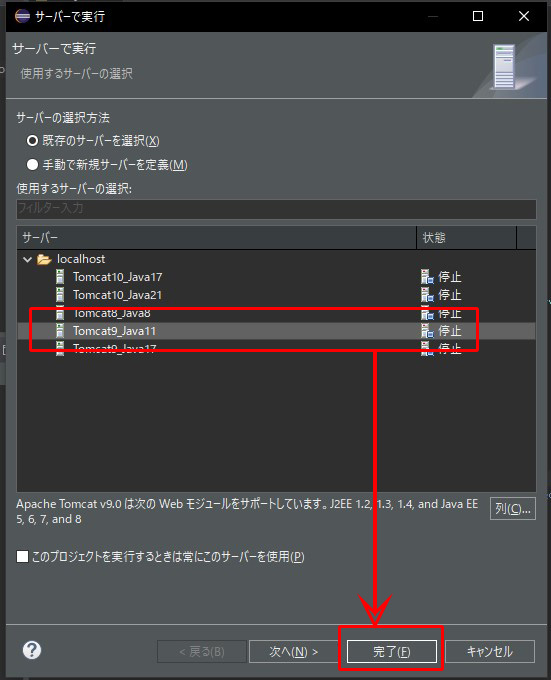 サーバーで実行
サーバーで実行
使用するサーバーの選択
サーバーの選択方法
既存のサーバーを選択(X)
手動で新規サーバーを定義(M)
使用するサーバーの選択:
フィルター入力
サーバー 状態
localhost
Tomcat10_Java17 停止
Tomcat10_Java21 停止
Tomcat8_Java8 停止
Tomcat9_Java11 停止
Tomcat9_Java17 停止
Apache Tomcat v9.0 は次の Web モジュールをサポートしています。J2EE 1.2, 1.3, 1.4, and Java EE
5, 6, 7, and 8
列(C)...
このプロジェクトを実行するときは常にこのサーバーを使用(P)
< 戻る(B) 次へ(N) > 完了(F) キャンセル